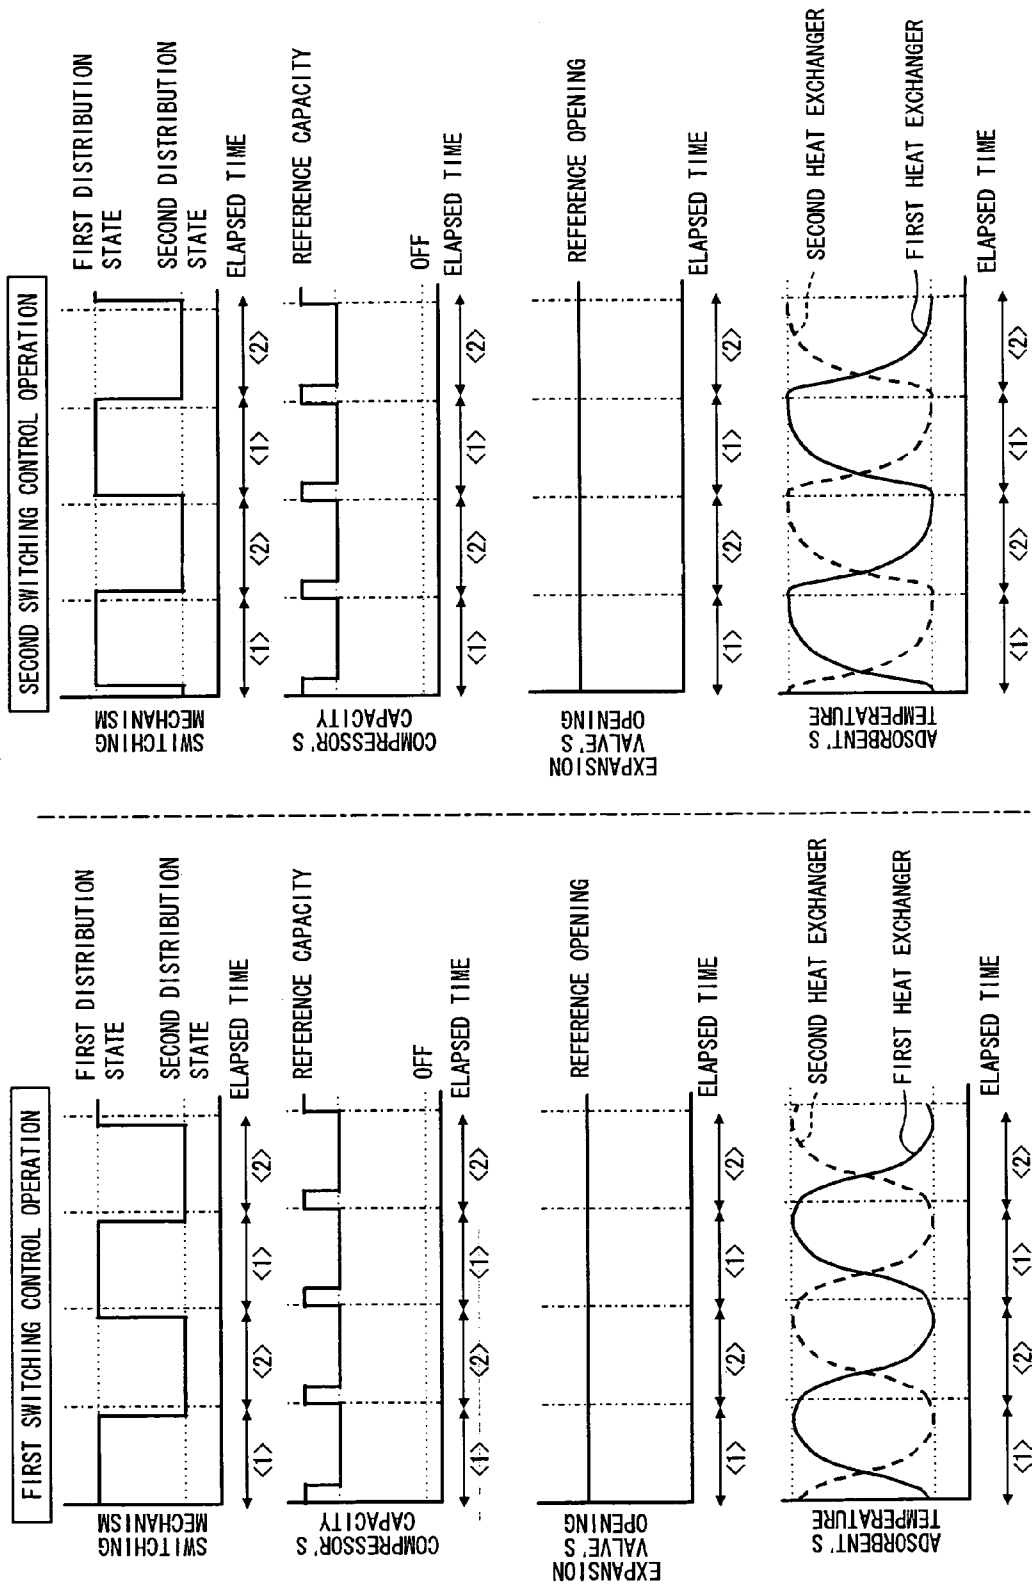 FIRST SWITCHING CONTROL OPERATION
SWITCHING
MECHANISM
FIRST DISTRIBUTION
STATE
SECOND DISTRIBUTION
STATE
<1>
<2>
<1>
<2>
ELAPSED TIME
COMPRESSOR'S
CAPACITY
REFERENCE CAPACITY
OFF
<1>
<2>
<1>
<2>
ELAPSED TIME
EXPANSION
VALVE'S
OPENING
REFERENCE OPENING
<1>
<2>
<1>
<2>
ELAPSED TIME
ADSORBENT'S
TEMPERATURE
SECOND HEAT EXCHANGER
FIRST HEAT EXCHANGER
<1>
<2>
<1>
<2>
ELAPSED TIME
SECOND SWITCHING CONTROL OPERATION
SWITCHING
MECHANISM
FIRST DISTRIBUTION
STATE
SECOND DISTRIBUTION
STATE
<1>
<2>
<1>
<2>
ELAPSED TIME
COMPRESSOR'S
CAPACITY
REFERENCE CAPACITY
OFF
<1>
<2>
<1>
<2>
ELAPSED TIME
EXPANSION
VALVE'S
OPENING
REFERENCE OPENING
<1>
<2>
<1>
<2>
ELAPSED TIME
ADSORBENT'S
TEMPERATURE
SECOND HEAT EXCHANGER
FIRST HEAT EXCHANGER
<1>
<2>
<1>
<2>
ELAPSED TIME